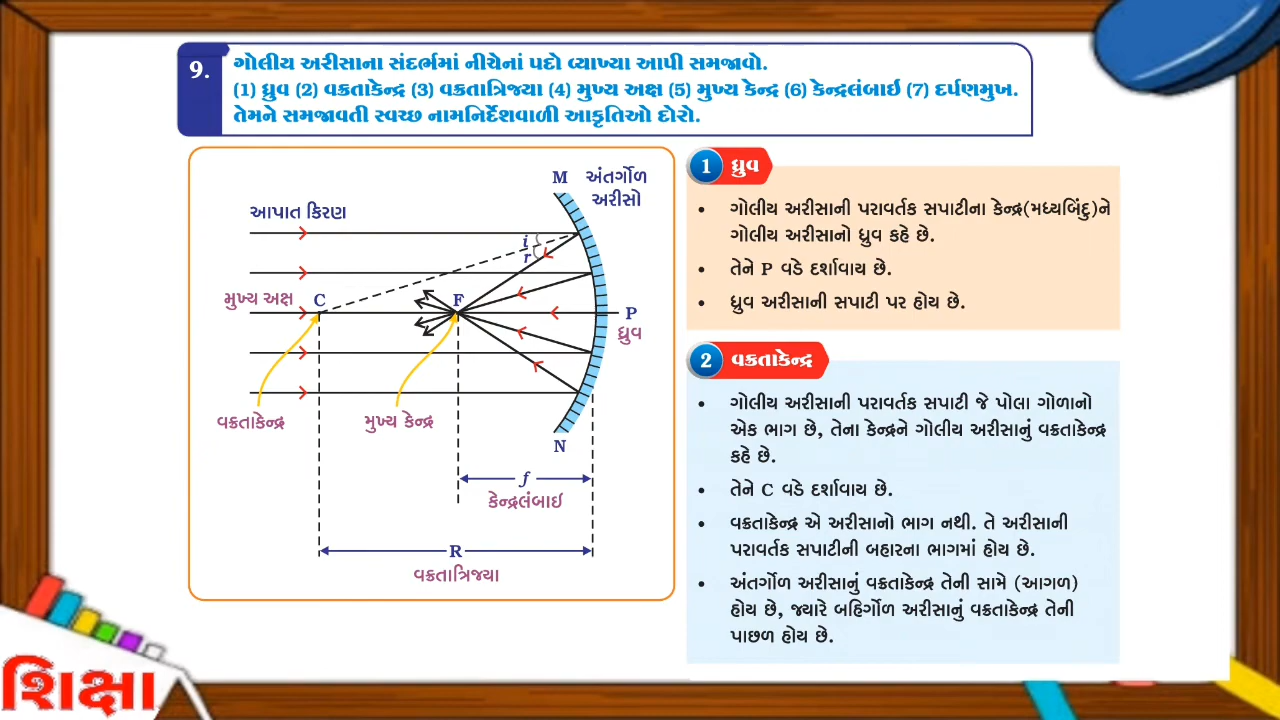 9.
ગોલીય અરીસાના સંદર્ભમાં નીચેનાં પદો વ્યાખ્યા આપી સમજાવો.
(1) ધ્રુવ (2) વક્રતાકેન્દ્ર (3) વક્રતાત્રિજ્યા (4) મુખ્ય અક્ષ (5) મુખ્ય કેન્દ્ર (6) કેન્દ્રલંબાઈ (7) દર્પણમુખ.
તેમને સમજાવતી સ્વચ્છ નામનિર્દેશવાળી આકૃતિઓ દોરો.
M
અંતર્ગોળ
અરીસો
આપાત કિરણ
i
r
મુખ્ય અક્ષ
C
F
P
ધ્રુવ
વક્રતાકેન્દ્ર
મુખ્ય કેન્દ્ર
N
f
કેન્દ્રલંબાઇ
R
વક્રતાત્રિજ્યા
1 ધ્રુવ
• ગોલીય અરીસાની પરાવર્તક સપાટીના કેન્દ્ર(મધ્યબિંદુ)ને
ગોલીય અરીસાનો ધ્રુવ કહે છે.
• તેને P વડે દર્શાવાય છે.
• ધ્રુવ અરીસાની સપાટી પર હોય છે.
2 વક્રતાકેન્દ્ર
• ગોલીય અરીસાની પરાવર્તક સપાટી જે પોલા ગોળાનો
એક ભાગ છે, તેના કેન્દ્રને ગોલીય અરીસાનું વક્રતાકેન્દ્ર
કહે છે.
• તેને C વડે દર્શાવાય છે.
• વક્રતાકેન્દ્ર એ અરીસાનો ભાગ નથી. તે અરીસાની
પરાવર્તક સપાટીની બહારના ભાગમાં હોય છે.
• અંતર્ગોળ અરીસાનું વક્રતાકેન્દ્ર તેની સામે (આગળ)
હોય છે, જ્યારે બહિર્ગોળ અરીસાનું વક્રતાકેન્દ્ર તેની
પાછળ હોય છે.
શિક્ષા